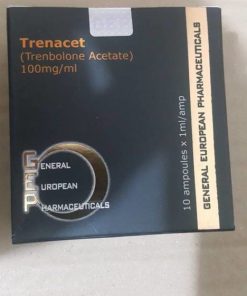 Trenacet
(Trenbolone Acetate)
100mg/ml
GENERAL EUROPEAN PHARMACEUTICALS
10 ampoules x 1ml/amp
GENERAL
EUROPEAN
PHARMACEUTICALS